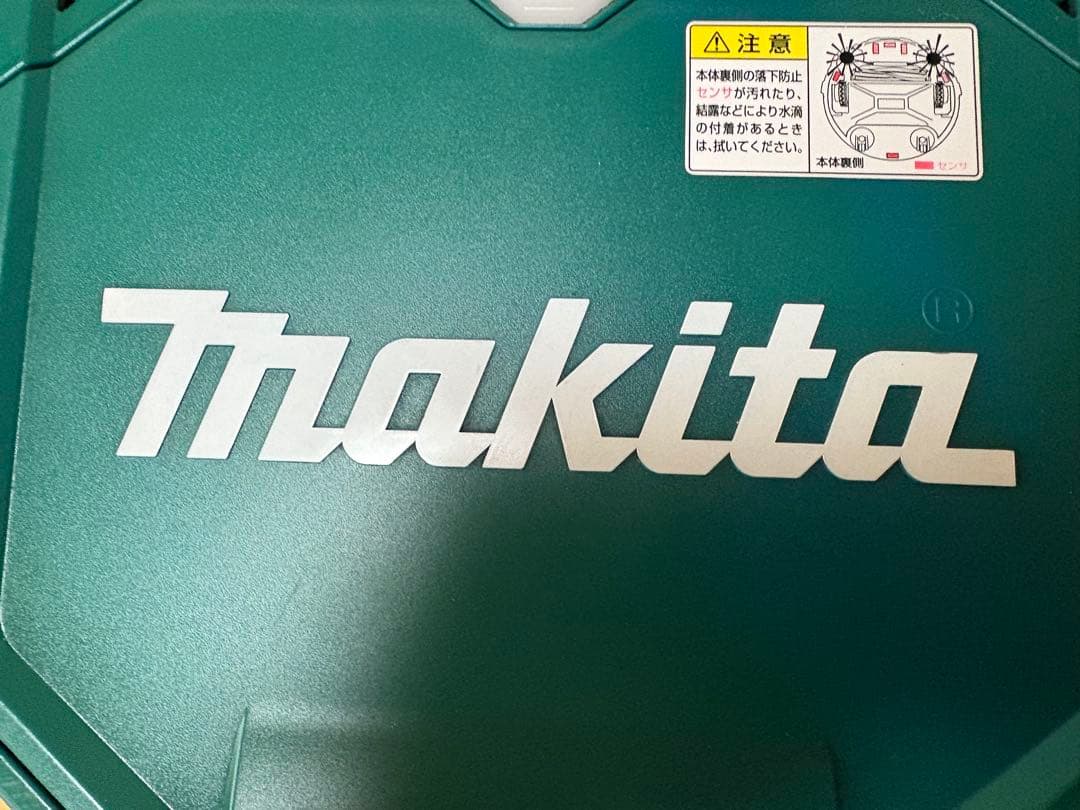 注意
本体裏側の落下防止
センサが汚れたり、
結露などにより水滴
の付着があるとき
は、拭いてください。
本体裏側
センサ
makita ®